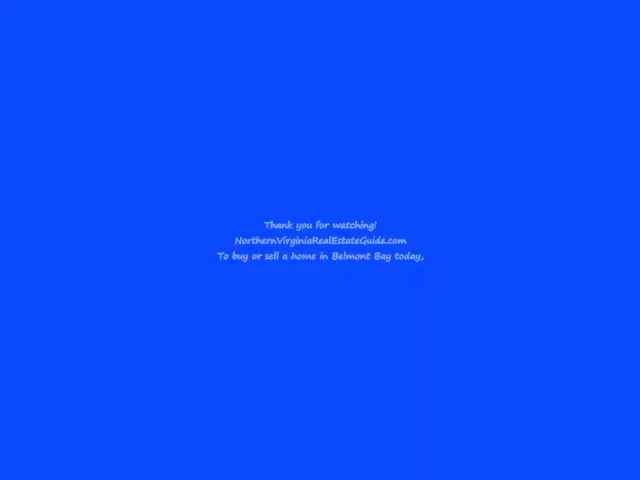 Thank you for watching!
NorthernVirginiaRealEstateGuide.com
To buy or sell a home in Belmont Bay today,